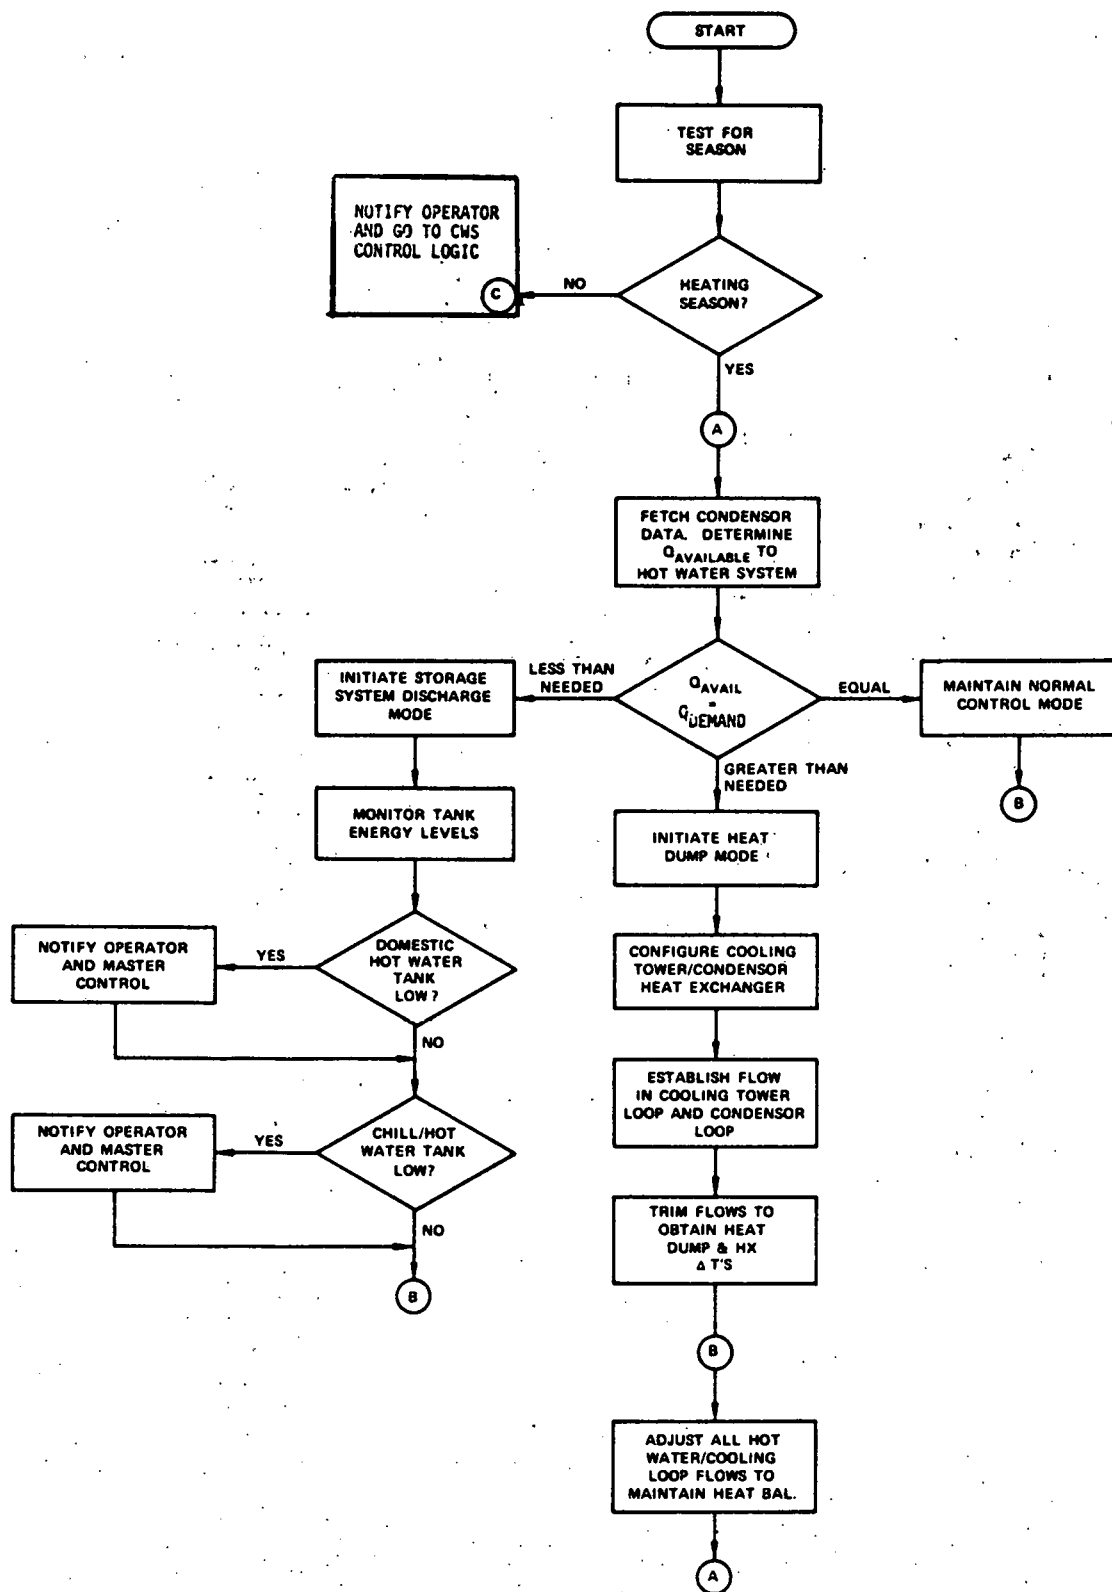 START
TEST FOR
SEASON
NOTIFY OPERATOR
AND GO TO CWS
CONTROL LOGIC
C
NO
HEATING
SEASON?
YES
A
FETCH CONDENSOR
DATA. DETERMINE
QAVAILABLE TO
HOT WATER SYSTEM
INITIATE STORAGE
SYSTEM DISCHARGE
MODE
LESS THAN
NEEDED
QAVAIL
=
QDEMAND
EQUAL
MAINTAIN NORMAL
CONTROL MODE
GREATER THAN
NEEDED
B
MONITOR TANK
ENERGY LEVELS
INITIATE HEAT
DUMP MODE
NOTIFY OPERATOR
AND MASTER
CONTROL
YES
DOMESTIC
HOT WATER
TANK
LOW?
NO
CONFIGURE COOLING
TOWER/CONDENSOR
HEAT EXCHANGER
ESTABLISH FLOW
IN COOLING TOWER
LOOP AND CONDENSOR
LOOP
NOTIFY OPERATOR
AND MASTER
CONTROL
YES
CHILL/HOT
WATER TANK
LOW?
NO
B
TRIM FLOWS TO
OBTAIN HEAT
DUMP & HX
Δ T'S
B
ADJUST ALL HOT
WATER/COOLING
LOOP FLOWS TO
MAINTAIN HEAT BAL.
A